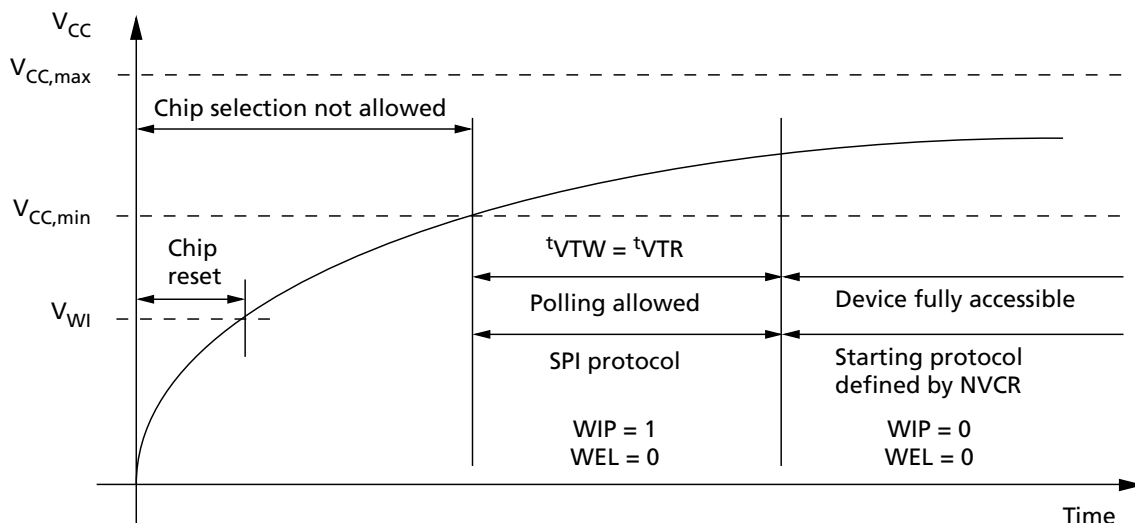 VCC
VCC,max
Chip selection not allowed
VCC,min
Chip
reset
tVTW = tVTR
VWI
Polling allowed
Device fully accessible
SPI protocol
Starting protocol
defined by NVCR
WIP = 1
WEL = 0
WIP = 0
WEL = 0
Time